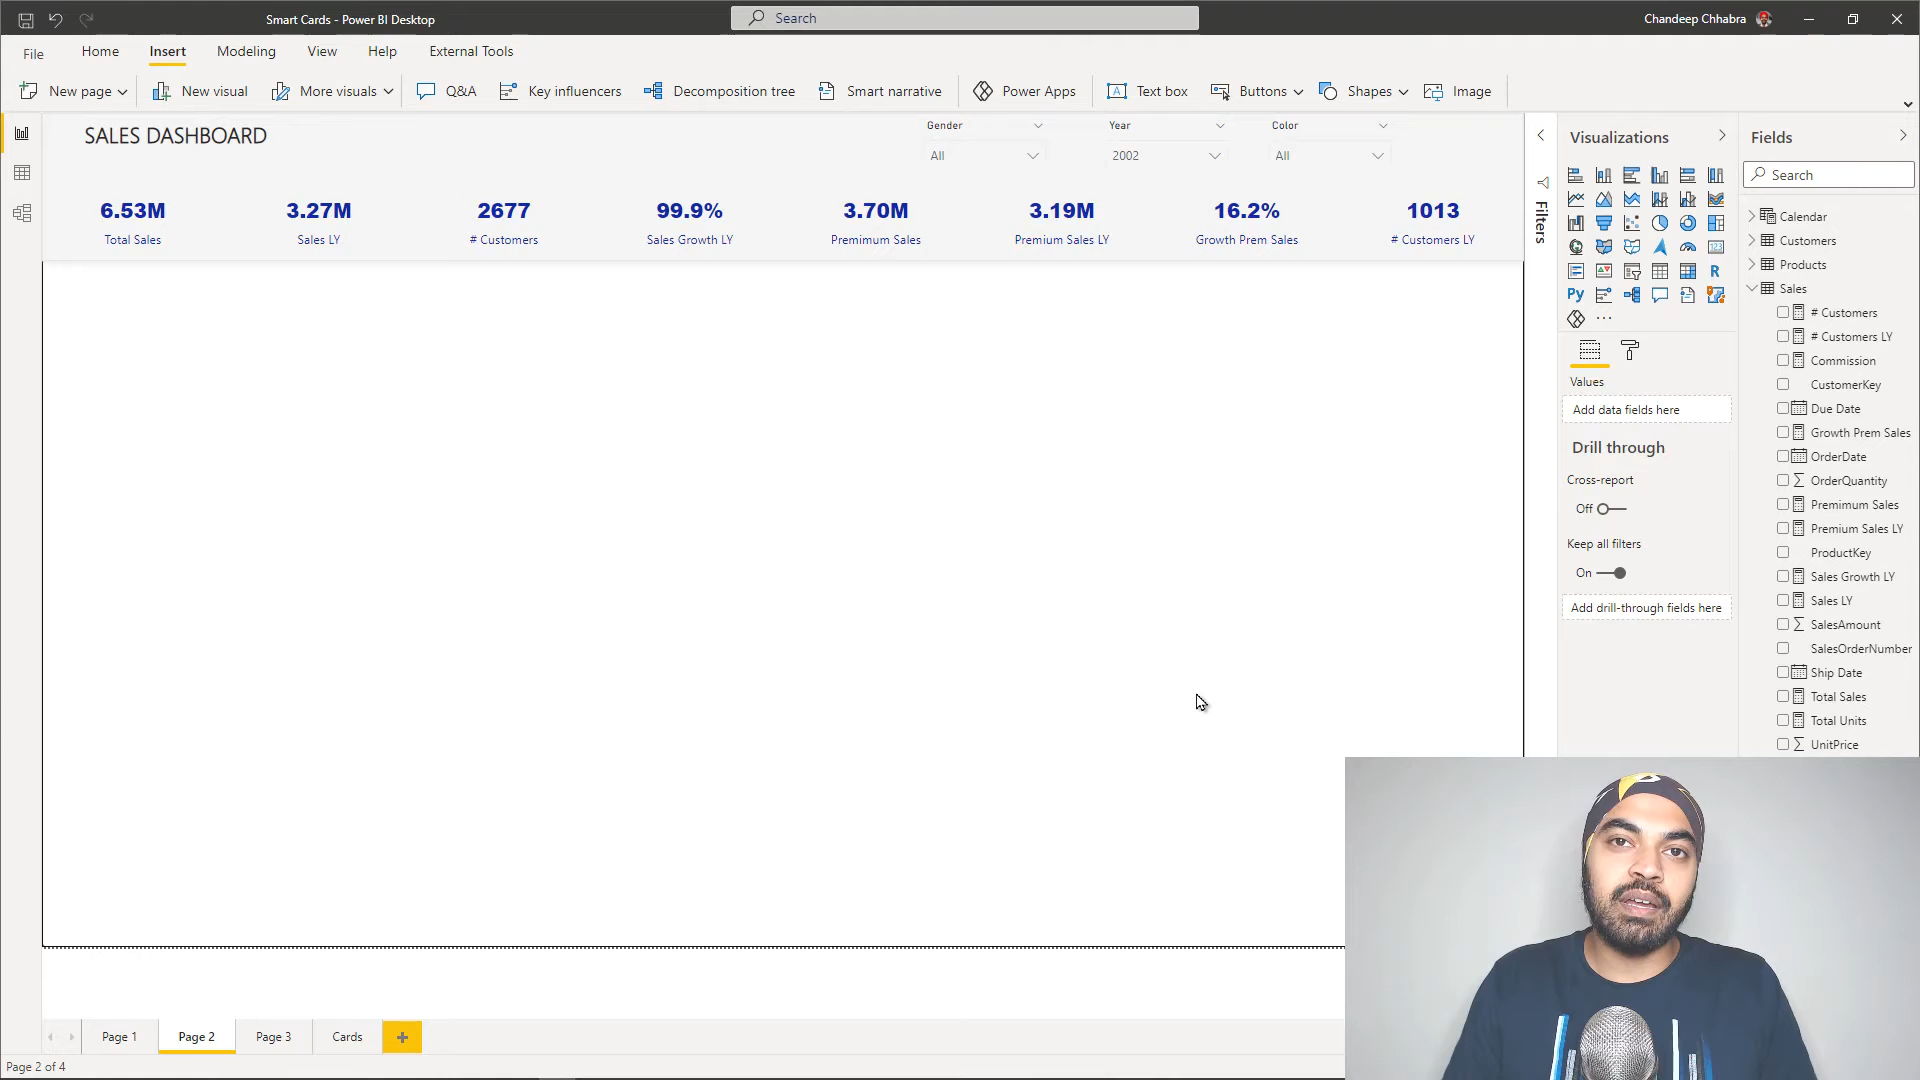 Smart Cards - Power BI Desktop
Search
Chandeep Chhabra
File Home Insert Modeling View Help External Tools
New page New visual More visuals Q&A Key influencers Decomposition tree Smart narrative Power Apps Text box Buttons Shapes Image
SALES DASHBOARD
Gender Year Color
All 2002 All
6.53M 3.27M 2677 99.9% 3.70M 3.19M 16.2% 1013
Total Sales Sales LY # Customers Sales Growth LY Premimum Sales Premium Sales LY Growth Prem Sales # Customers LY
Filters
Visualizations
123
R
Py
Values
Add data fields here
Drill through
Cross-report
Off
Keep all filters
On
Add drill-through fields here
Fields
Search
Calendar
Customers
Products
Sales
# Customers
# Customers LY
Commission
CustomerKey
Due Date
Growth Prem Sales
OrderDate
OrderQuantity
Premimum Sales
Premium Sales LY
ProductKey
Sales Growth LY
Sales LY
SalesAmount
SalesOrderNumber
Ship Date
Total Sales
Total Units
UnitPrice
Page 1 Page 2 Page 3 Cards
Page 2 of 4